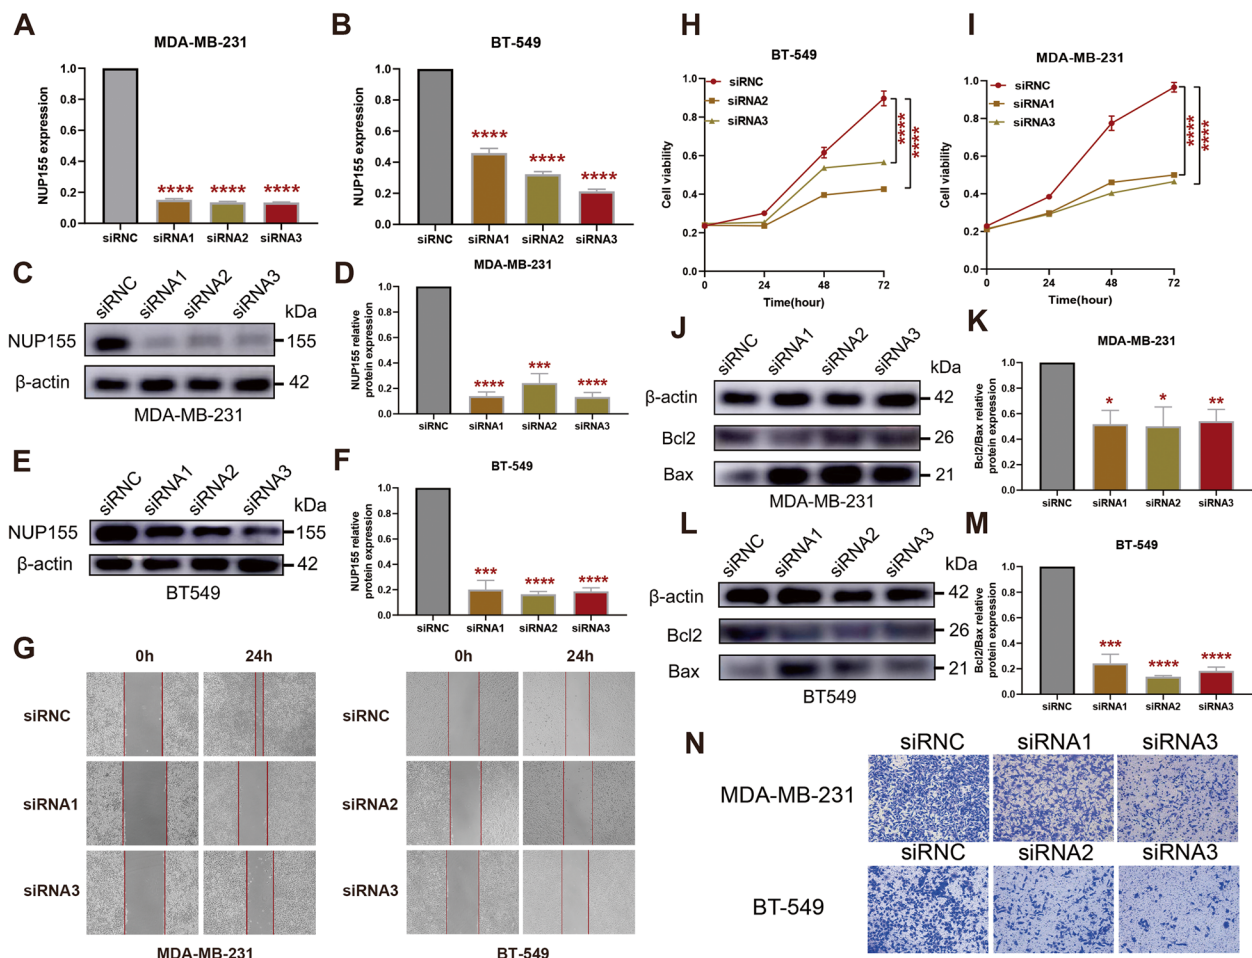 A
MDA-MB-231
NUP155 expression
1.0
0.8
0.6
0.4
0.2
0.0
**** **** ****
siRNC siRNA1 siRNA2 siRNA3
B
BT-549
NUP155 expression
1.0
0.8
0.6
0.4
0.2
0.0
****
****
****
siRNC siRNA1 siRNA2 siRNA3
C
siRNC siRNA1 siRNA2 siRNA3
kDa
NUP155 155
β-actin 42
MDA-MB-231
D
MDA-MB-231
NUP155 relative
protein expression
1.0
0.8
0.6
0.4
0.2
0.0
**** *** ****
siRNC siRNA1 siRNA2 siRNA3
E
siRNC siRNA1 siRNA2 siRNA3
kDa
NUP155 155
β-actin 42
BT549
F
BT-549
NUP155 relative
protein expression
1.0
0.8
0.6
0.4
0.2
0.0
*** **** ****
siRNC siRNA1 siRNA2 siRNA3
G
0h 24h 0h 24h
siRNC siRNC
siRNA1 siRNA2
siRNA3 siRNA3
MDA-MB-231 BT-549
H
BT-549
Cell viability
1.0
0.8
0.6
0.4
0.2
0.0
siRNC
siRNA2
siRNA3
****
****
0 24 48 72
Time(hour)
I
MDA-MB-231
Cell viability
1.0
0.8
0.6
0.4
0.2
0.0
siRNC
siRNA1
siRNA3
****
****
0 24 48 72
Time(hour)
J
siRNC siRNA1 siRNA2 siRNA3
kDa
β-actin 42
Bcl2 26
Bax 21
MDA-MB-231
K
MDA-MB-231
Bcl2/Bax relative
protein expression
1.0
0.8
0.6
0.4
0.2
0.0
* * **
siRNC siRNA1 siRNA2 siRNA3
L
siRNC siRNA1 siRNA2 siRNA3
kDa
β-actin 42
Bcl2 26
Bax 21
BT549
M
BT-549
Bcl2/Bax relative
protein expression
1.0
0.8
0.6
0.4
0.2
0.0
*** **** ****
siRNC siRNA1 siRNA2 siRNA3
N
siRNC siRNA1 siRNA3
MDA-MB-231
siRNC siRNA2 siRNA3
BT-549